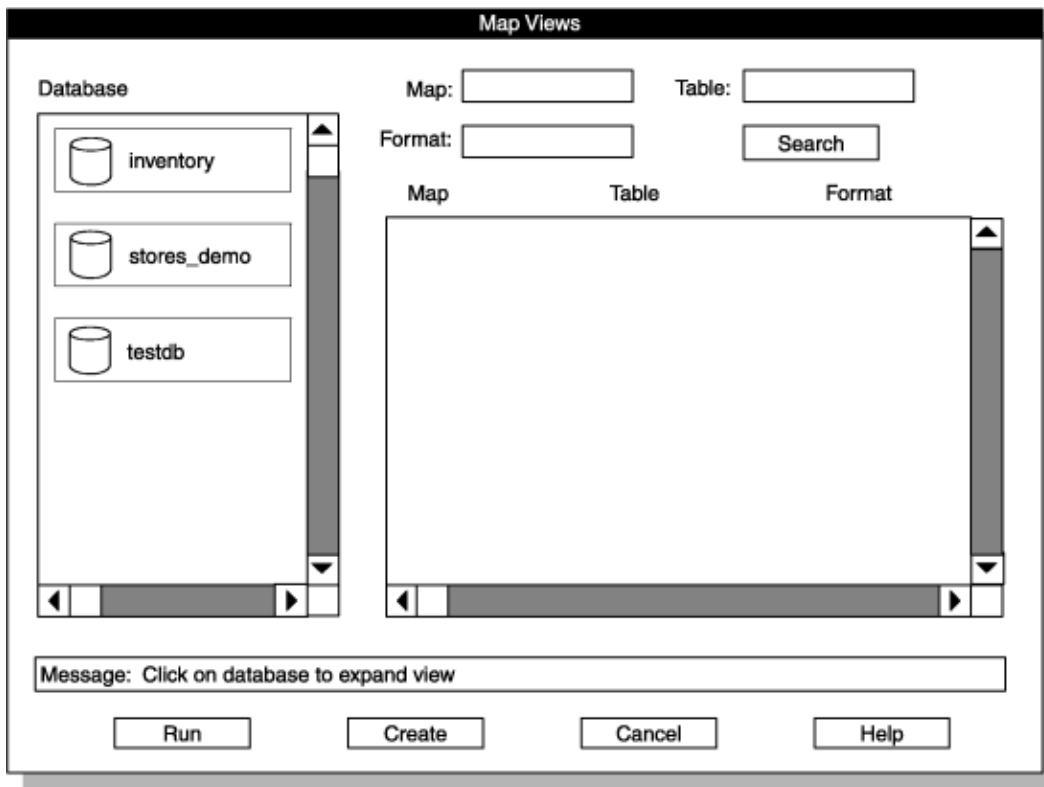 Map Views
Database
Map:
Table:
Format:
Search
inventory
stores_demo
testdb
Map Table Format
Message: Click on database to expand view
Run Create Cancel Help